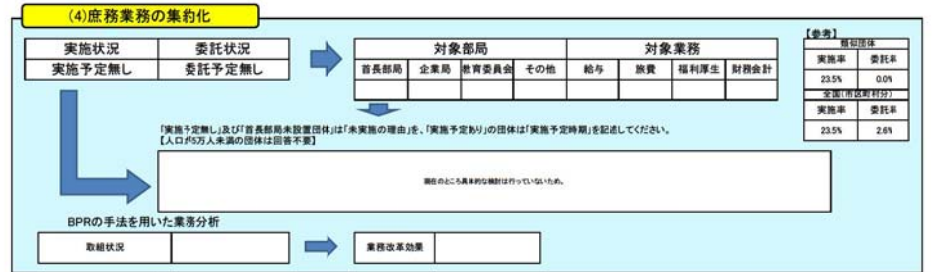 (4)庶務業務の集約化
実施状況 委託状況
実施予定無し 委託予定無し
対象部局 対象業務
首長部局 企業局 教育委員会 その他 給与 旅費 福利厚生 財務会計
【参考】
類似団体
実施率 委託率
23.5% 0.0%
全国(市区町村分)
実施率 委託率
23.5% 2.6%
「実施予定無し」及び「首長部局未設置団体」は「未実施の理由」を、「実施予定あり」の団体は「実施予定時期」を記述してください。
【人口が5万人未満の団体は回答不要】
現在のところ具体的な検討は行っていないため。
BPRの手法を用いた業務分析
取組状況 業務改革効果